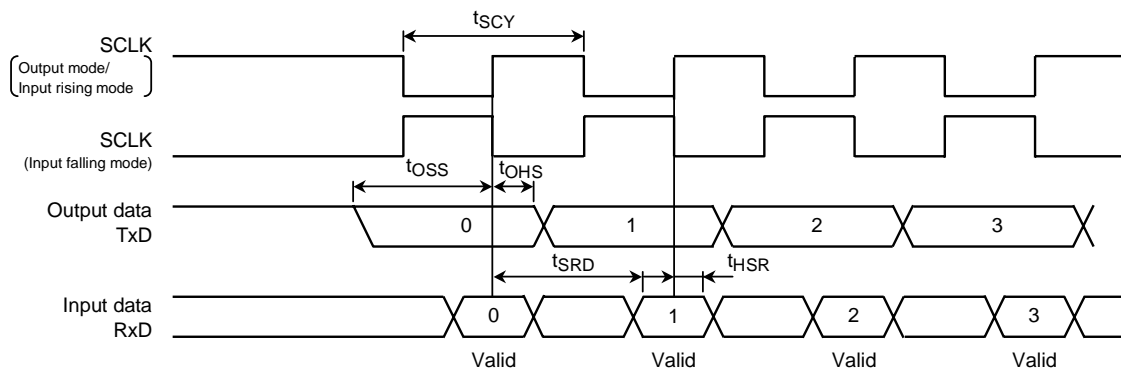 tSCY
SCLK
Output mode/
Input rising mode
SCLK
(Input falling mode)
tOSS
tOHS
Output data
TxD
0
1
2
3
tSRD
tHSR
Input data
RxD
0
1
2
3
Valid
Valid
Valid
Valid